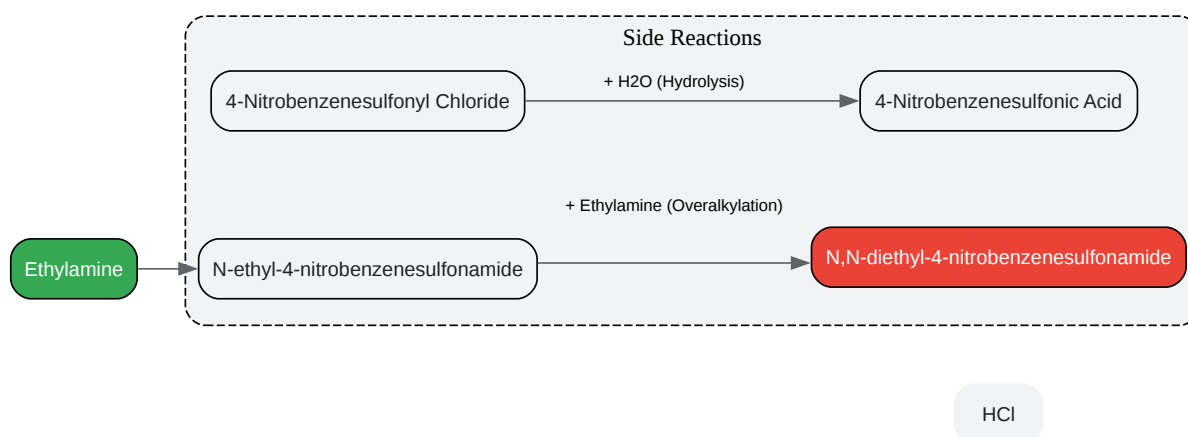 Side Reactions
+ H2O (Hydrolysis)
4-Nitrobenzenesulfonyl Chloride
4-Nitrobenzenesulfonic Acid
+ Ethylamine (Overalkylation)
Ethylamine
N-ethyl-4-nitrobenzenesulfonamide
N,N-diethyl-4-nitrobenzenesulfonamide
HCl